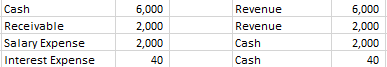 Cash 6,000 Revenue 6,000
Receivable 2,000 Revenue 2,000
Salary Expense 2,000 Cash 2,000
Interest Expense 40 Cash 40